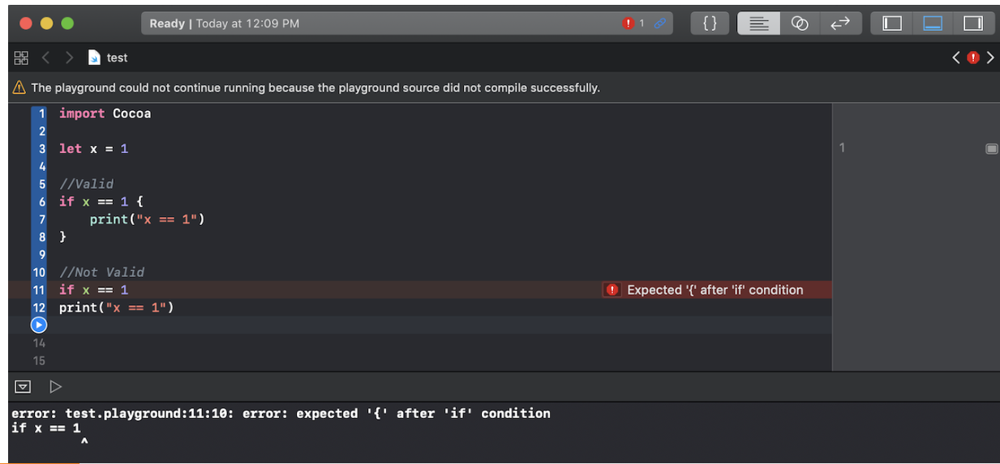 Ready | Today at 12:09 PM
1
{}
test
The playground could not continue running because the playground source did not compile successfully.
1 import Cocoa
2
3 let x = 1
1
4
5 //Valid
6 if x == 1 {
7 print("x == 1")
8 }
9
10 //Not Valid
11 if x == 1
Expected '{' after 'if' condition
12 print("x == 1")
14
15
error: test.playground:11:10: error: expected '{' after 'if' condition
if x == 1
^